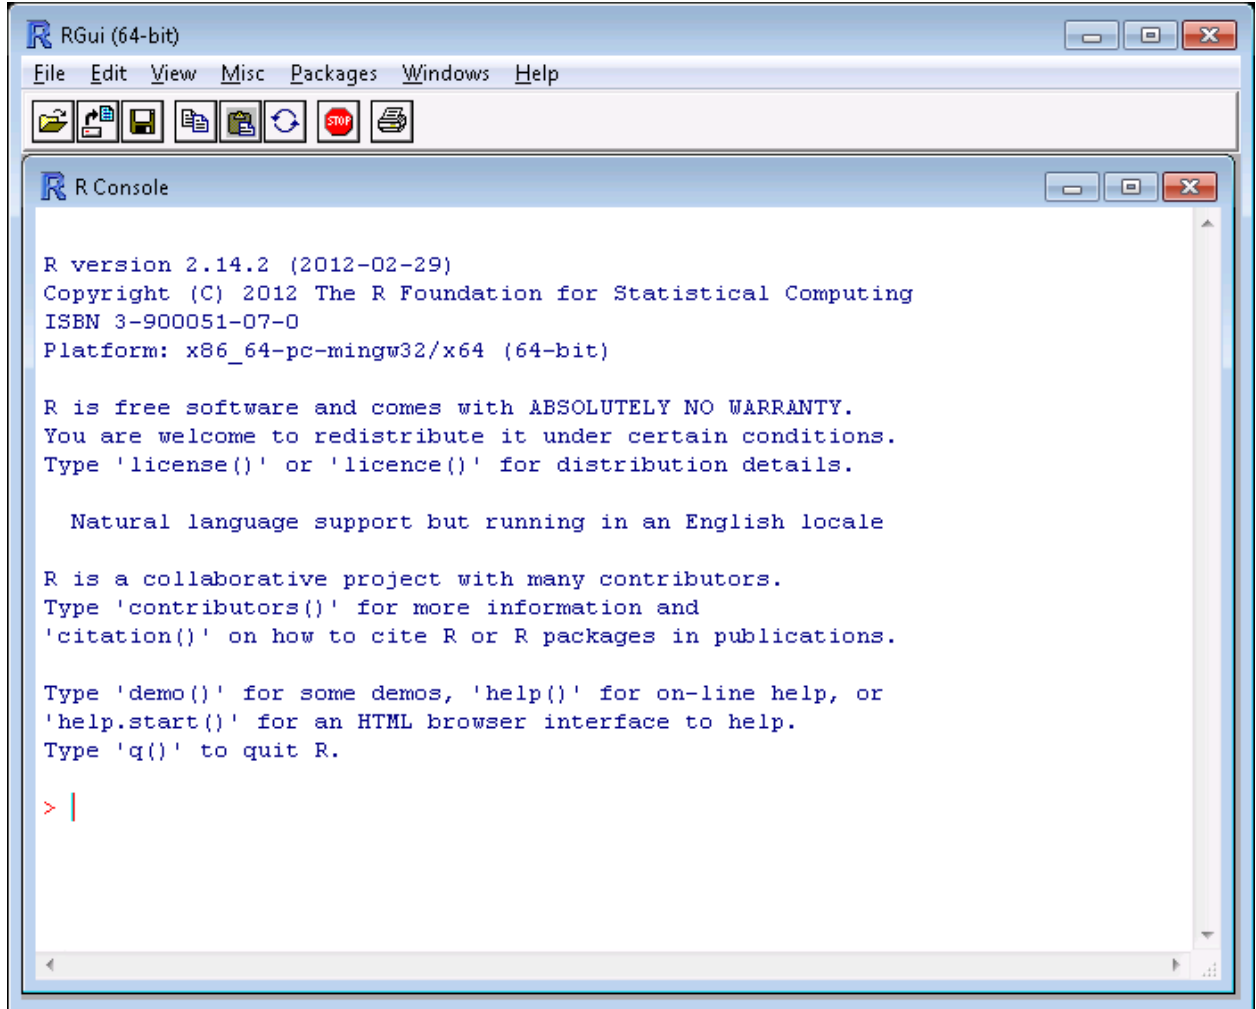 RGui (64-bit)
File Edit View Misc Packages Windows Help
STOP
R Console
R version 2.14.2 (2012-02-29)
Copyright (C) 2012 The R Foundation for Statistical Computing
ISBN 3-900051-07-0
Platform: x86_64-pc-mingw32/x64 (64-bit)
R is free software and comes with ABSOLUTELY NO WARRANTY.
You are welcome to redistribute it under certain conditions.
Type 'license()' or 'licence()' for distribution details.
Natural language support but running in an English locale
R is a collaborative project with many contributors.
Type 'contributors()' for more information and
'citation()' on how to cite R or R packages in publications.
Type 'demo()' for some demos, 'help()' for on-line help, or
'help.start()' for an HTML browser interface to help.
Type 'q()' to quit R.
>